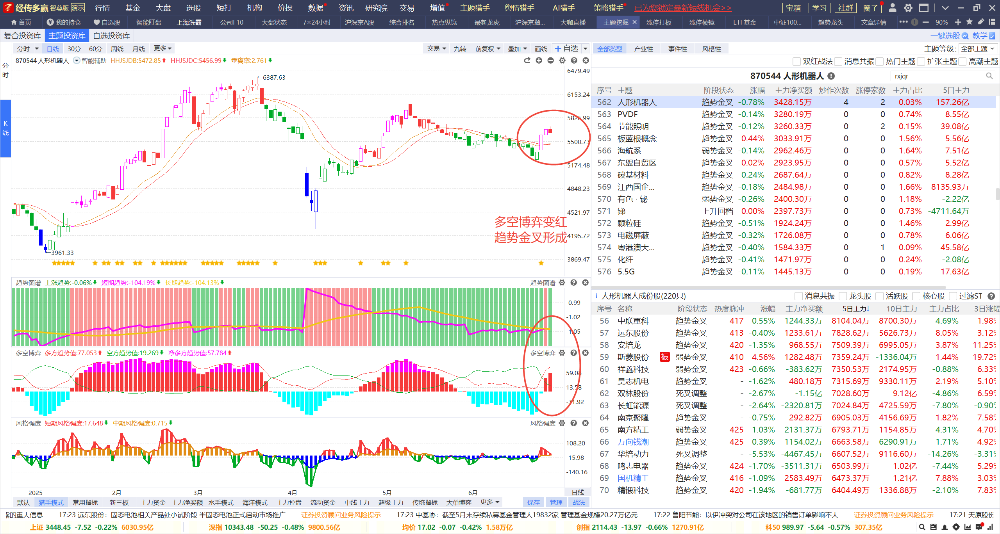 经传多赢 智尊版 演示 行情 基金 大盘 选股 短打 机构 价投 数据 资讯 研究院 交易 增值 主题猎手 舆情猎手 AI猎手 策略猎手 已为您锁定最新短线机会>> 宝箱 学习 社群 圈子
首页 我的持仓 自选股 智能盯盘 上海洗霸 公司F10 大盘状态 7×24小时 沪深京A股 综合排名 热点纵览 最新龙虎 沪深京指... 大咖直播 主题挖掘 涨停打板 涨停棱镜 ETF基金 中证100... 趋势龙头 文章详情 90%
复合投资库 主题投资库 自选投资库 一键选股 教学
分时 日线 30分 60分 周线 月线 更多 交易 九转 前复权 叠加 画线 自选
全部类型 产业性 事件性 风格性 主题等级: 全部主题
分时
K线
870544 人形机器人 智能辅助 HHJSJDB:5472.85 HHJSJDC:5456.99 乖离率:2.761
双红战法 消息共振 热门主题 扩张主题 高潮主题
870544 人形机器人 rxjqr
6479.49
6153.24
5826.99
5500.73
5174.48
4848.23
4521.97
4195.72
3869.47
6387.63
3961.33
多空博弈变红
趋势金叉形成
序号 主题 阶段状态 涨幅 主力净买额 炒作次数 涨停家数 主力占比 5日主力
562 人形机器人 趋势金叉 -0.78% 3428.15万 4 2 0.03% 157.26亿
563 PVDF 趋势金叉 -0.14% 3280.19万 0 0 0.74% 8.55亿
564 节能照明 趋势金叉 -0.12% 3260.33万 0 2 0.15% 39.08亿
565 板蓝根概念 趋势金叉 0.44% 3033.91万 0 0 1.56% 5.56亿
566 海航系 弱势金叉 -0.14% 2962.46万 0 0 1.64% 7.51亿
567 东盟自贸区 趋势金叉 0.02% 2923.95万 0 0 0.57% 5.52亿
568 碳基材料 趋势金叉 -0.24% 2687.64万 0 0 0.82% 8.28亿
569 江西国企... 趋势金叉 -0.18% 2484.98万 0 0 1.66% 8135.93万
570 有色·铋 弱势金叉 -0.26% 2400.30万 0 0 1.18% -2.22亿
571 锑 上升回档 0.00% 2397.73万 0 0 0.73% -4711.64万
572 颗粒硅 趋势金叉 -0.51% 1924.24万 0 0 1.46% 2.99亿
573 电磁屏蔽 趋势金叉 -0.32% 1726.08万 0 0 0.78% 6.06亿
574 粤港澳大... 趋势金叉 -0.40% 1584.33万 0 1 0.09% 45.58亿
575 化纤 趋势金叉 -0.41% 1471.97万 0 0 0.24% -2.08亿
576 5.5G 趋势金叉 -0.11% 1445.13万 0 0 0.19% 17.63亿
趋势图谱 上涨趋势:-0.06% 短期趋势:-104.19% 长期趋势:-104.13% 趋势图谱
-0.99
-1.02
-1.05
多空博弈 多方趋势值:77.053 空方趋势值:19.269 净多方趋势值:57.784 多空博弈
59.08
13.58
-31.92
风格强度 短期风格强度:17.648 中期风格强度:0.715 风格强度
108.20
-15.98
-140.16
2025 2月 3月 4月 5月 6月 日线
默认 猎手模式 常用指标 新三板 主力资金 主力净买额 水手模式 海洋模式 主力控盘 流动资金 中线主力 超级主力 传统指标 大单博弈 更多 保存 管理 战法
人形机器人成份股(220只) 消息共振 龙头股 活跃股 核心股 过滤ST
序号 名称 阶段状态 热度脉冲 涨幅 主力净买额 5日主力↓ 10日主力 主力占比 3日涨幅
56 中联重科 趋势金叉 417 -0.55% -1244.33万 8104.04万 8700.30万 -4.69% 1.98%
57 远东股份 趋势金叉 413 -0.40% 1233.61万 7828.62万 5626.73万 8.05% 3.12%
58 安培龙 趋势金叉 420 -1.35% 968.55万 7509.39万 6995.05万 3.87% 11.25%
59 斯菱股份 振 弱势金叉 410 4.56% 1282.48万 7359.24万 -1336.04万 1.44% 19.72%
60 祥鑫科技 弱势金叉 423 -0.66% -383.62万 7350.53万 2174.95万 -0.88% 6.33%
61 昊志机电 趋势金叉 - -1.62% 480.18万 7315.69万 9330.11万 2.19% 5.10%
62 双林股份 死叉调整 - -2.67% -1.15亿 7028.60万 9.12亿 -4.86% 6.59%
63 长虹能源 死叉调整 - -2.64% -2320.81万 7024.84万 4725.59万 -7.80% -0.90%
64 南京聚隆 趋势金叉 - -0.75% 292.82万 6905.03万 4156.69万 1.82% 7.58%
65 南方精工 弱势金叉 425 -1.03% -2131.37万 6793.71万 1154.85万 -4.31% 4.70%
66 万向钱潮 趋势金叉 425 -0.39% -1154.02万 6663.58万 -6290.91万 -1.71% 4.92%
67 华培动力 死叉调整 - -5.53% -4467.45万 6607.52万 9116.60万 -14.26% -3.31%
68 鸣志电器 趋势金叉 424 -1.70% -3511.31万 6503.99万 1.02亿 -7.44% 5.29%
69 国机精工 趋势金叉 416 -1.09% 2583.49万 6473.37万 1.21亿 7.88% 3.03%
70 精锻科技 趋势金叉 420 -1.94% -681.77万 6404.49万 1336.88万 -2.10% 7.83%
的重大信息 17:23 远东股份：固态电池相关产品处小试阶段 半固态电池正式启动市场推广 证券投资顾问业务风险提示 17:23 中基协：截至5月末存续私募基金管理人19832家 管理基金规模20.27万亿元 17:22 鲁阳节能：以伊冲突对公司在该地区的销售订单影响不大 证券投资顾问业务风险提示 17:21 天原股份
上证 3448.45 -7.52 -0.22% 6030.95亿 深指 10343.48 -50.25 -0.48% 9800.56亿 均价 17.02 -0.07 -0.42% 1.58万亿 创指 2114.43 -13.97 -0.66% 1270.91亿 科50 989.97 -5.64 -0.57% 307.35亿